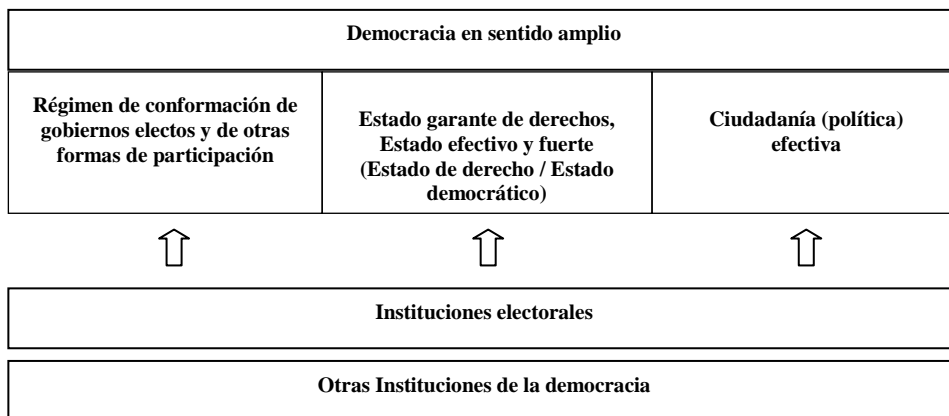 Democracia en sentido amplio
Régimen de conformación de
gobiernos electos y de otras
formas de participación
Estado garante de derechos,
Estado efectivo y fuerte
(Estado de derecho / Estado
democrático)
Ciudadanía (política)
efectiva
Instituciones electorales
Otras Instituciones de la democracia